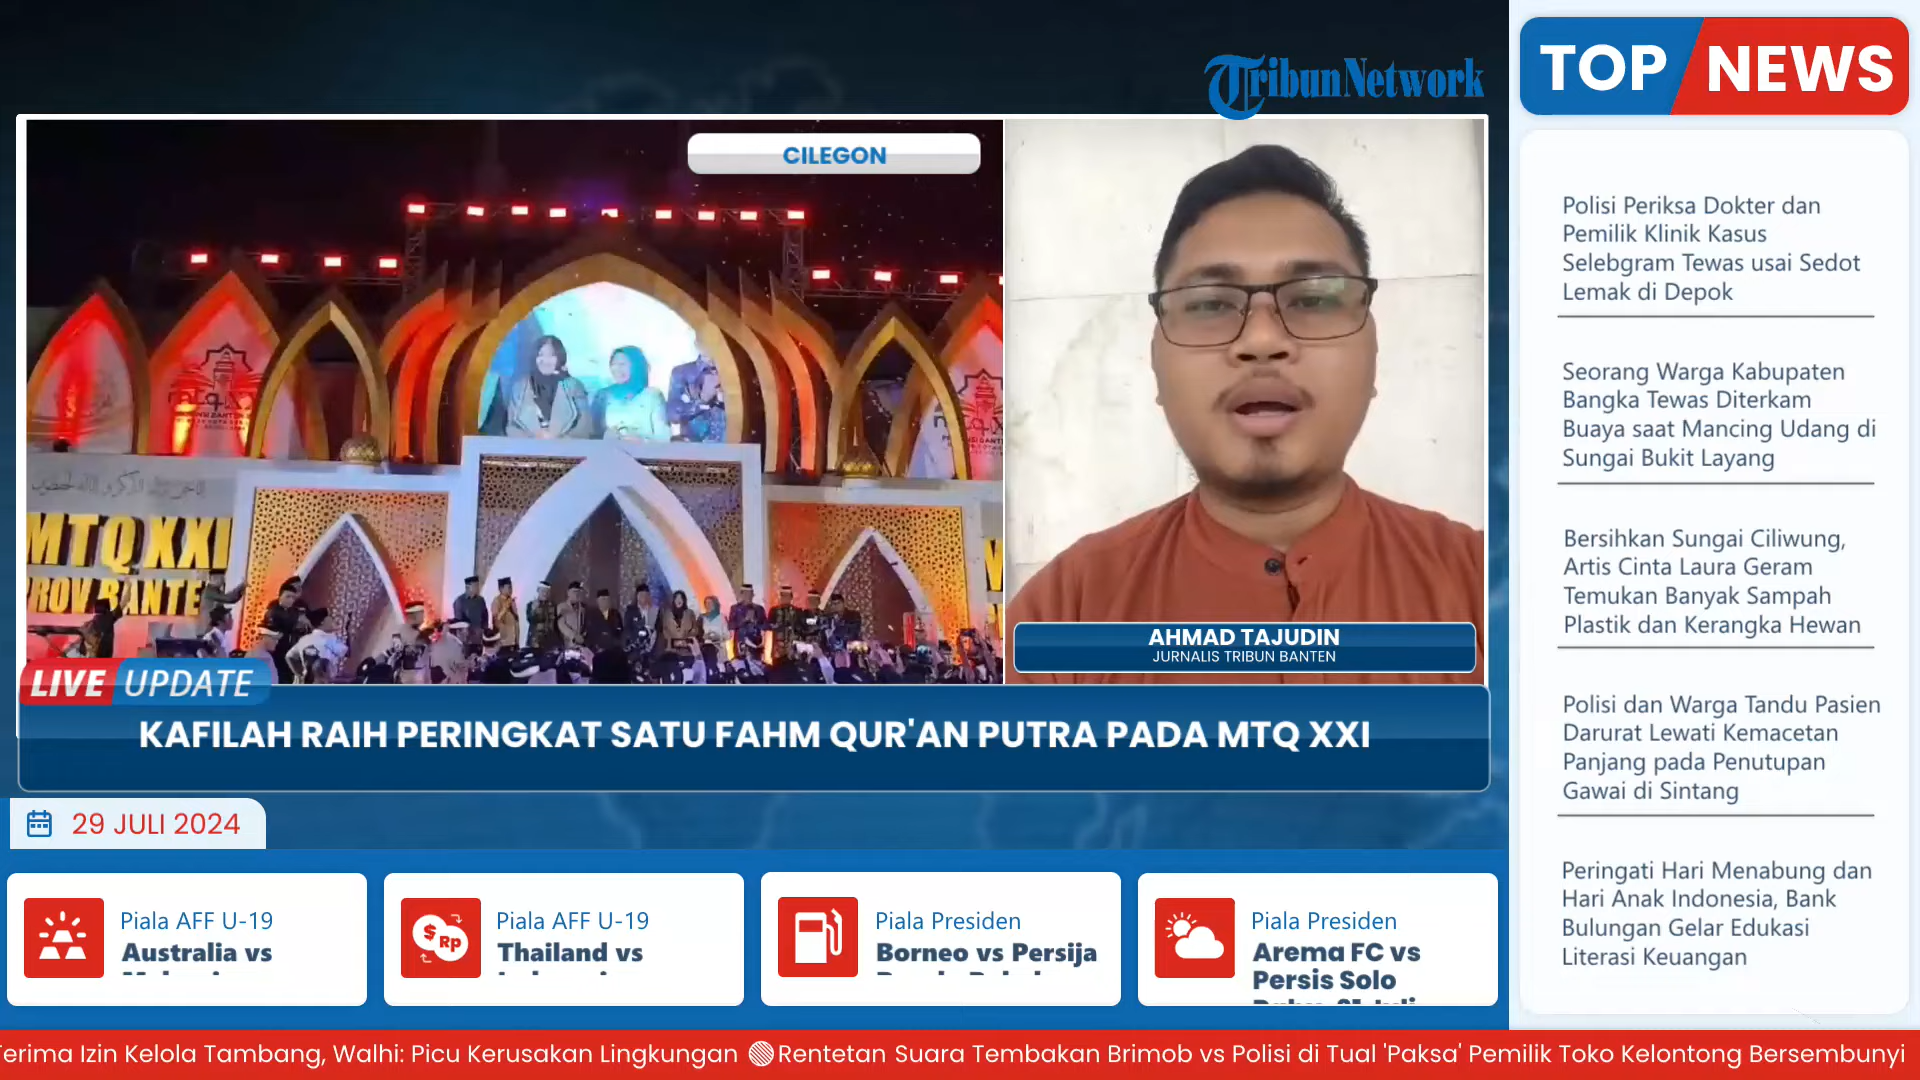 TribunNetwork
TOP NEWS
CILEGON
MTQ XXI
PROV BANTEN
AHMAD TAJUDIN
JURNALIS TRIBUN BANTEN
LIVE UPDATE
KAFILAH RAIH PERINGKAT SATU FAHM QUR'AN PUTRA PADA MTQ XXI
29 JULI 2024
Piala AFF U-19
Australia vs
Piala AFF U-19
Thailand vs
Piala Presiden
Borneo vs Persija
Piala Presiden
Arema FC vs
Persis Solo
Polisi Periksa Dokter dan
Pemilik Klinik Kasus
Selebgram Tewas usai Sedot
Lemak di Depok
Seorang Warga Kabupaten
Bangka Tewas Diterkam
Buaya saat Mancing Udang di
Sungai Bukit Layang
Bersihkan Sungai Ciliwung,
Artis Cinta Laura Geram
Temukan Banyak Sampah
Plastik dan Kerangka Hewan
Polisi dan Warga Tandu Pasien
Darurat Lewati Kemacetan
Panjang pada Penutupan
Gawai di Sintang
Peringati Hari Menabung dan
Hari Anak Indonesia, Bank
Bulungan Gelar Edukasi
Literasi Keuangan
Terima Izin Kelola Tambang, Walhi: Picu Kerusakan Lingkungan Rentetan Suara Tembakan Brimob vs Polisi di Tual 'Paksa' Pemilik Toko Kelontong Bersembunyi